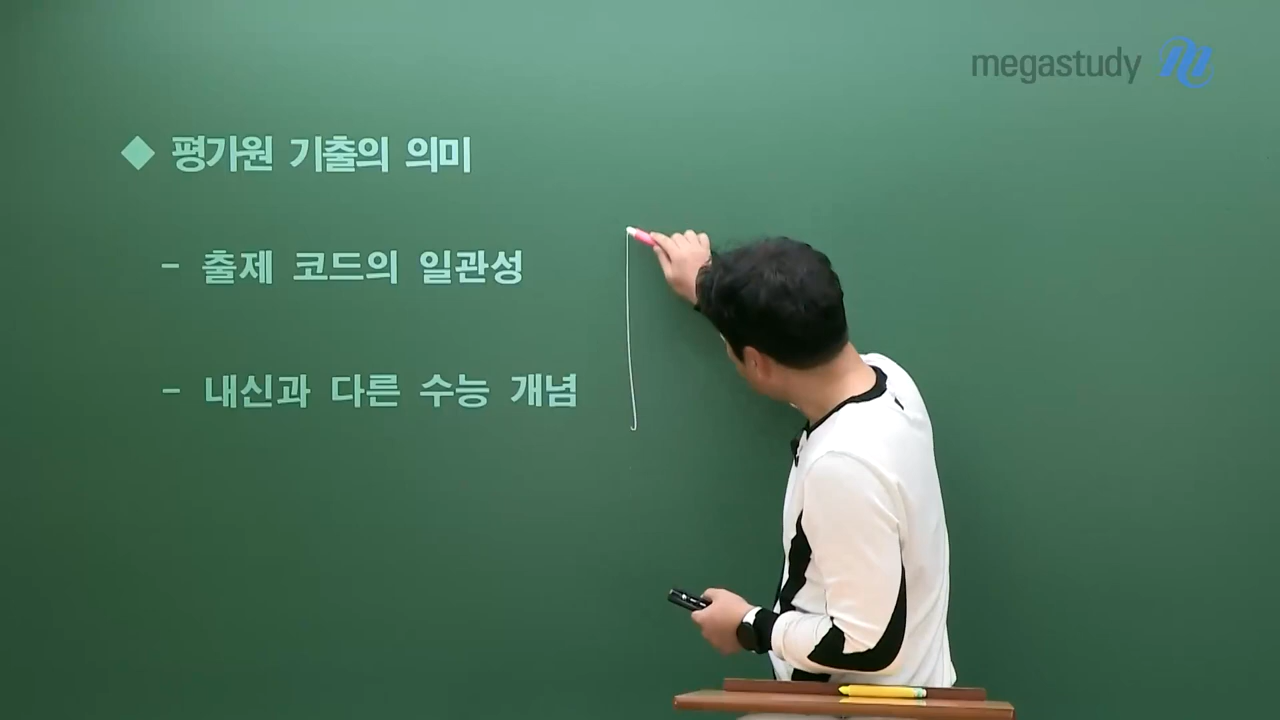 megastudy
◆ 평가원 기출의 의미
- 출제 코드의 일관성
- 내신과 다른 수능 개념